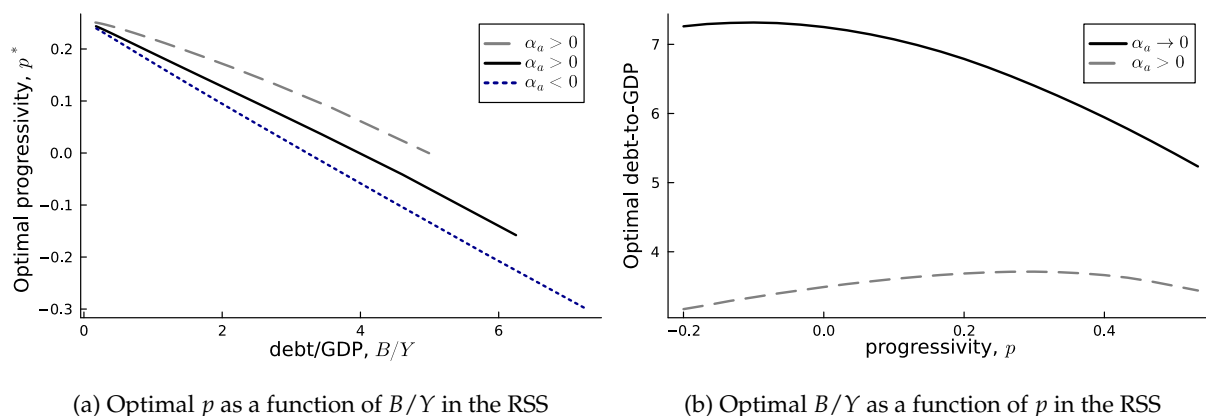 0.2
0.1
0.0
−0.1
−0.2
−0.3
Optimal progressivity, p*
α_a > 0
α_a > 0
α_a < 0
0
2
4
6
debt/GDP, B/Y
7
6
5
4
Optimal debt-to-GDP
α_a → 0
α_a > 0
−0.2
0.0
0.2
0.4
progressivity, p
(a) Optimal p as a function of B/Y in the RSS
(b) Optimal B/Y as a function of p in the RSS